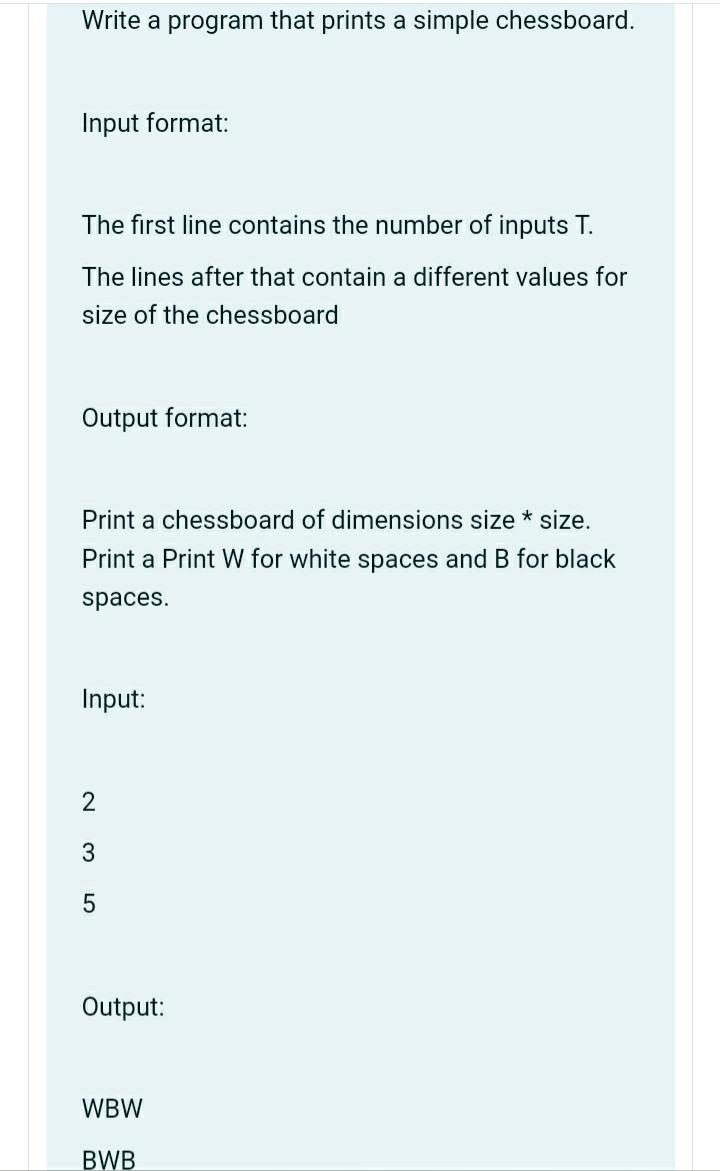 Write a program that prints a simple chessboard.
Input format:
The first line contains the number of inputs T.
The lines after that contain a different values for
size of the chessboard
Output format:
Print a chessboard of dimensions size * size.
Print a Print W for white spaces and B for black
spaces.
Input:
2
3
5
Output:
WBW
BWB